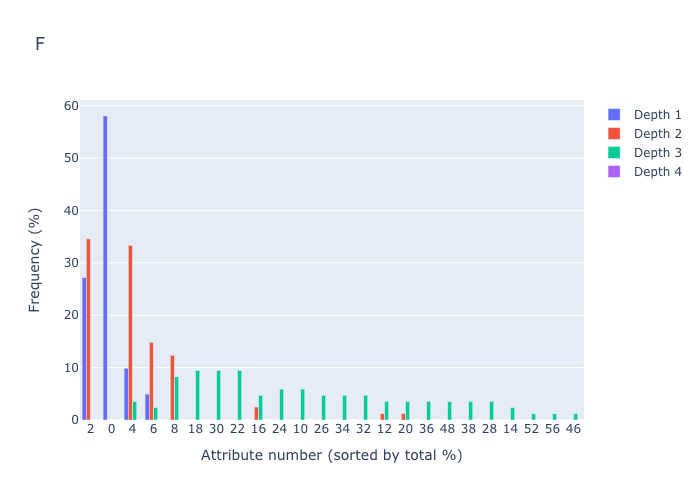 F
60
50
40
30
20
10
0
2 0 4 6 8 18 30 22 16 24 10 26 34 32 12 20 36 48 38 28 14 52 56 46
Frequency (%)
Attribute number (sorted by total %)
Depth 1
Depth 2
Depth 3
Depth 4